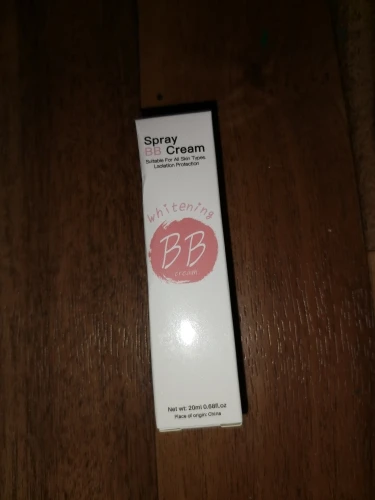 Spray
BB Cream
Suitable For All Skin Types
Lsolation Protection
whitening
BB
CREAM
Net wt: 20ml 0.68fl.oz
Place of origin: China